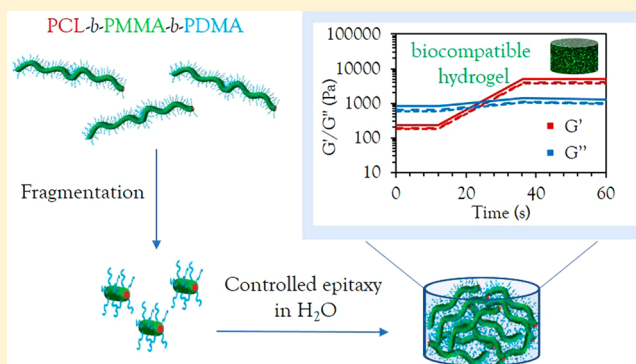 PCL-b-PMMA-b-PDMA
Fragmentation
Controlled epitaxy
in H₂O
biocompatible
hydrogel
G'/G'' (Pa)
100000
10000
1000
100
10
G'
G''
0 20 40 60
Time (s)